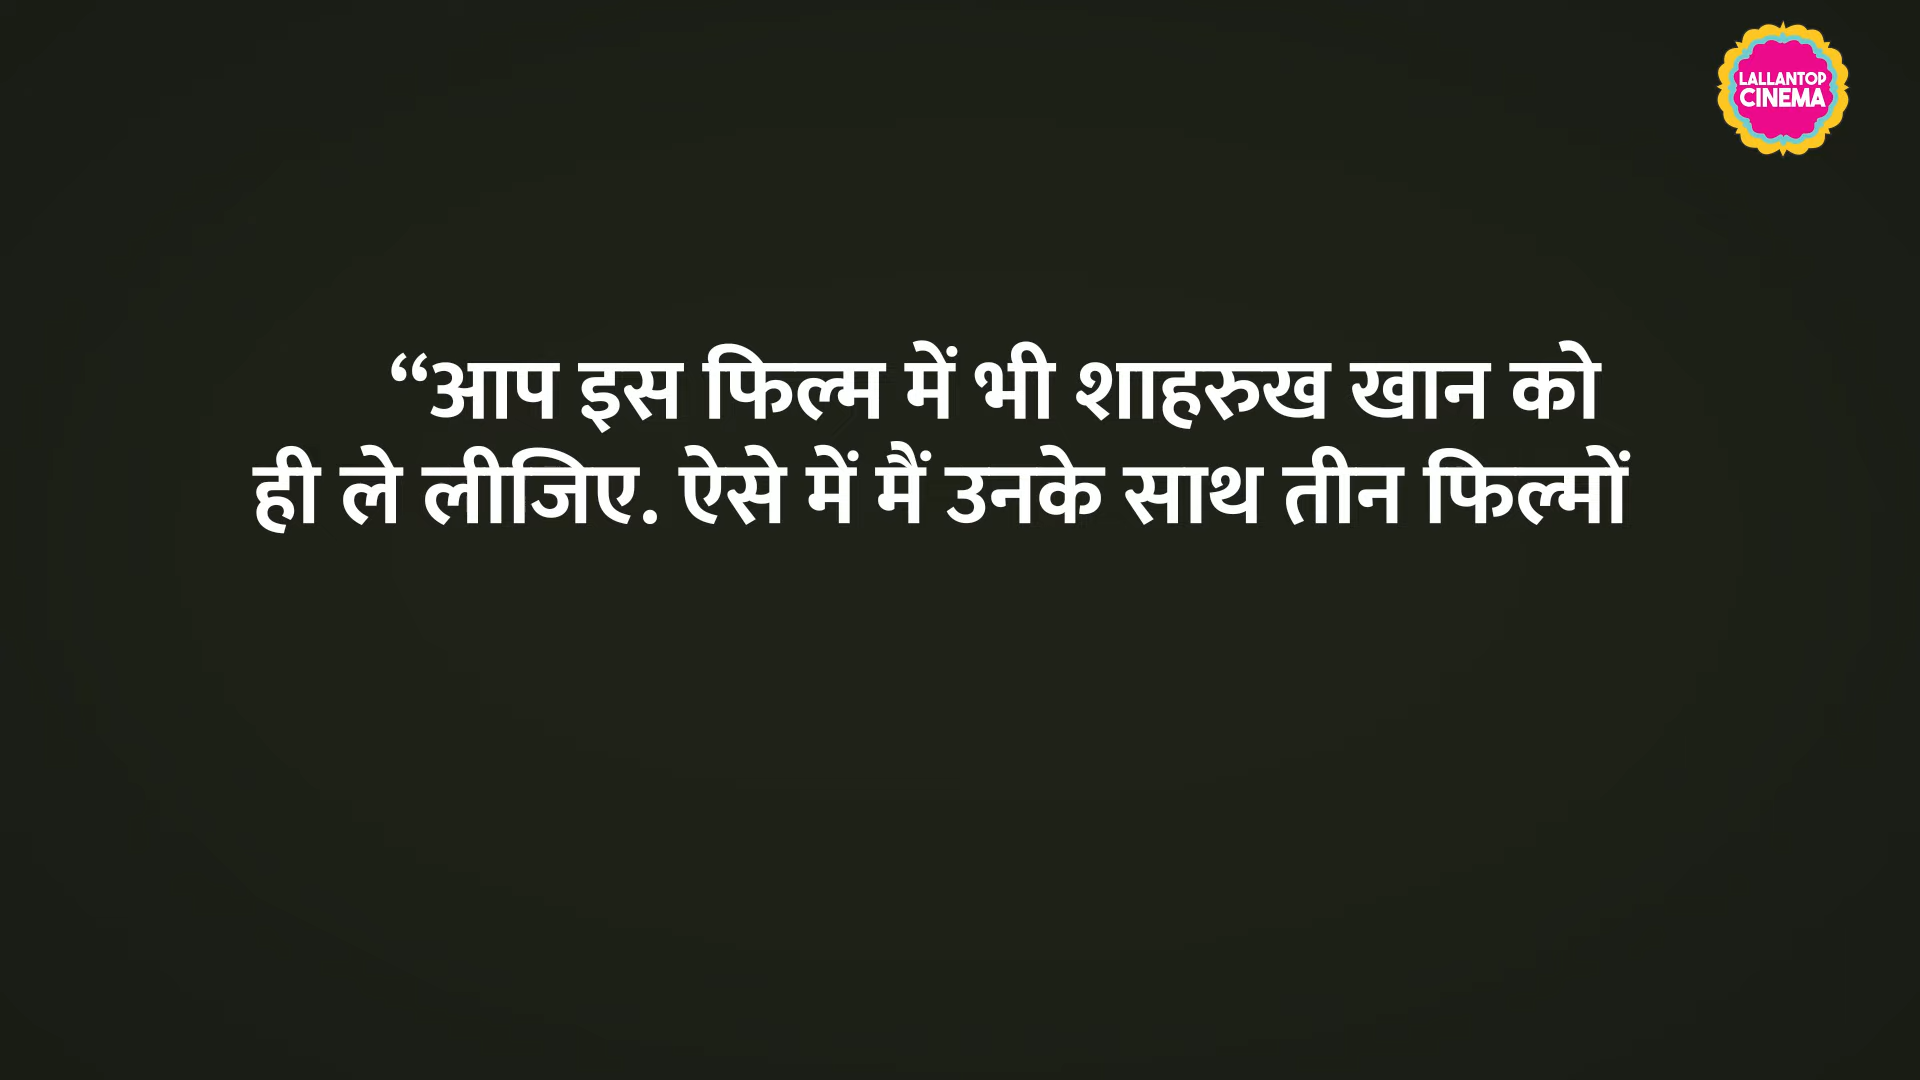 LALLANTOP
CINEMA
“आप इस फिल्म में भी शाहरुख खान को
ही ले लीजिए. ऐसे में मैं उनके साथ तीन फिल्मों